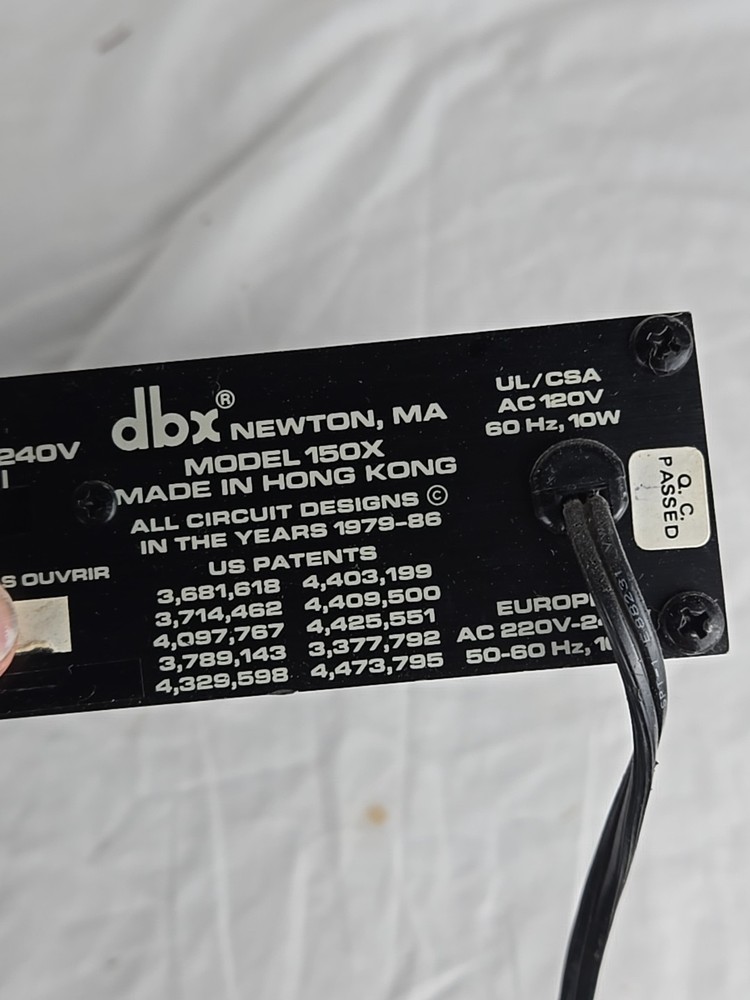 240V
dbx® NEWTON, MA
MODEL 150X
MADE IN HONG KONG
ALL CIRCUIT DESIGNS ©
IN THE YEARS 1979-86
US PATENTS
3,681,618 4,403,199
3,714,462 4,409,500
4,097,767 4,425,551
3,789,143 3,377,792
4,329,598 4,473,795
S OUVRIR
UL/CSA
AC 120V
60 Hz, 10W
Q. C.
PASSED
AC 220V-
50-60 Hz,